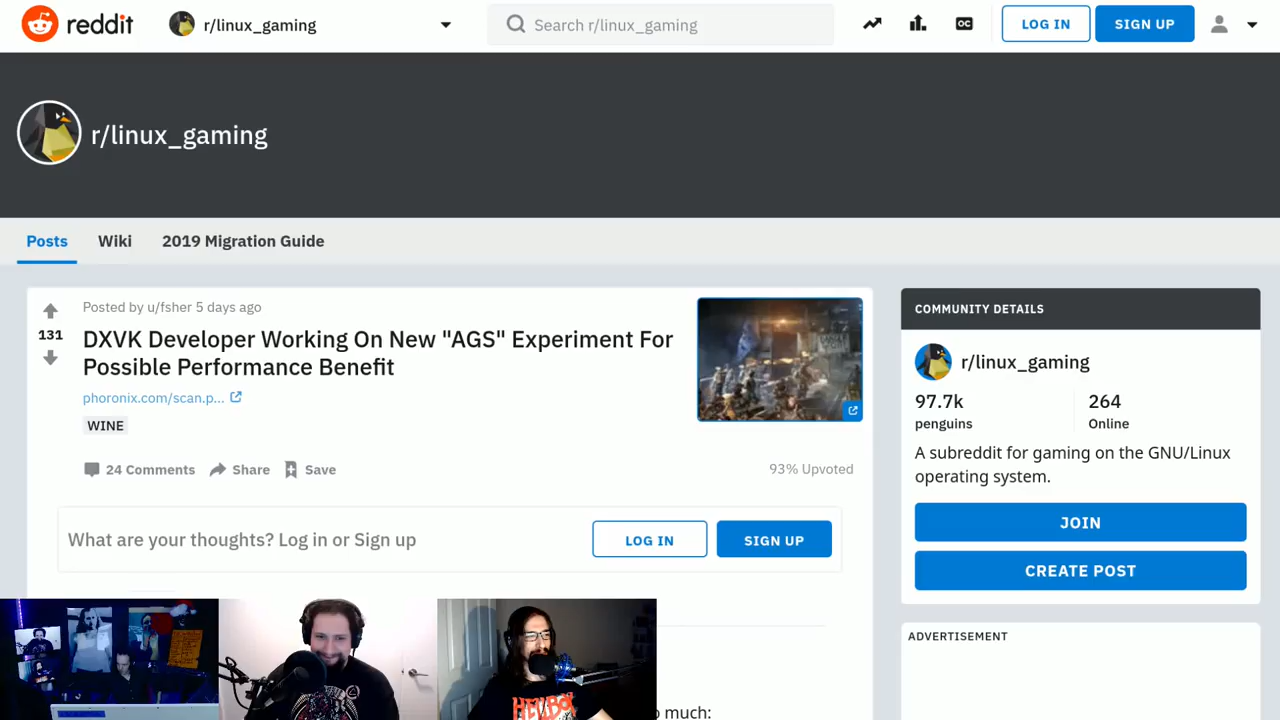 reddit
r/linux_gaming
Search r/linux_gaming
LOG IN
SIGN UP
r/linux_gaming
Posts
Wiki
2019 Migration Guide
Posted by u/fsher 5 days ago
131
DXVK Developer Working On New "AGS" Experiment For
Possible Performance Benefit
phoronix.com/scan.p...
WINE
24 Comments
Share
Save
93% Upvoted
What are your thoughts? Log in or Sign up
LOG IN
SIGN UP
COMMUNITY DETAILS
r/linux_gaming
97.7k
264
penguins
Online
A subreddit for gaming on the GNU/Linux
operating system.
JOIN
CREATE POST
ADVERTISEMENT
HELLBOY
much: